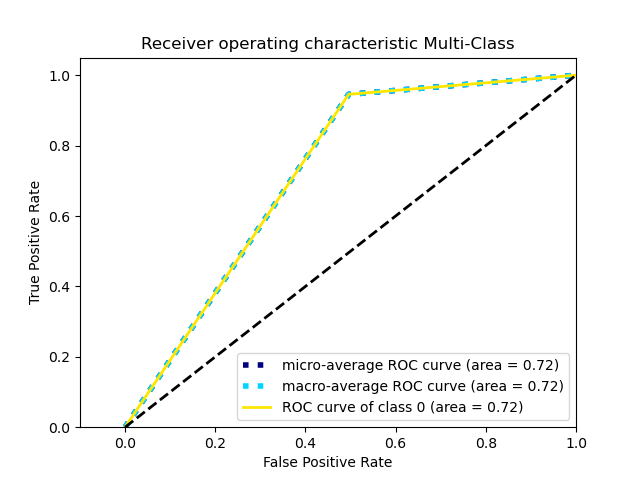 Receiver operating characteristic Multi-Class
1.0
0.8
0.6
0.4
0.2
0.0
True Positive Rate
micro-average ROC curve (area = 0.72)
macro-average ROC curve (area = 0.72)
ROC curve of class 0 (area = 0.72)
0.0 0.2 0.4 0.6 0.8 1.0
False Positive Rate